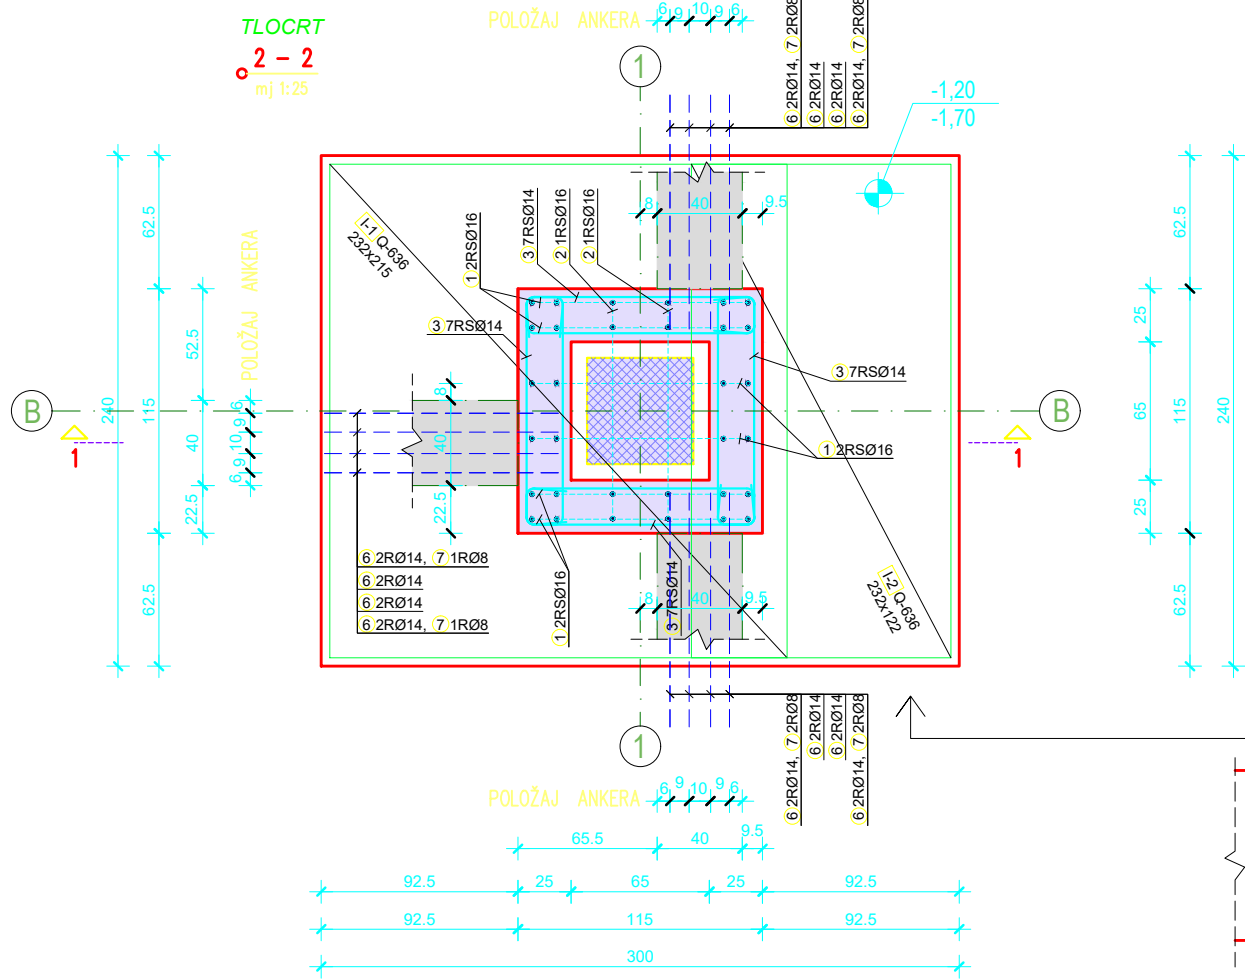 TLOCRT
2 - 2
mj 1:25
POLOŽAJ ANKERA
6 9 10 9 6
1
6 2RØ14, 7 2RØ8
6 2RØ14
6 2RØ14
6 2RØ14, 7 2RØ8
-1,20
-1,70
I-1 Q-636
232x215
1 2RSØ16
3 7RSØ14
2 1RSØ16
2 1RSØ16
8 40 9.5
3 7RSØ14
3 7RSØ14
1 2RSØ16
POLOŽAJ ANKERA
6 9 10 9 6
240
62.5
115
62.5
52.5
40
22.5
8
40
22.5
B
B
1
1
62.5
115
62.5
25
65
25
240
6 2RØ14, 7 1RØ8
6 2RØ14
6 2RØ14
6 2RØ14, 7 1RØ8
1 2RSØ16
3 7RSØ14
8 40 9.5
I-2 Q-636
232x122
1
6 2RØ14, 7 2RØ8
6 2RØ14
6 2RØ14
6 2RØ14, 7 2RØ8
POLOŽAJ ANKERA
6 9 10 9 6
65.5 40 9.5
92.5 25 65 25 92.5
92.5 115 92.5
300